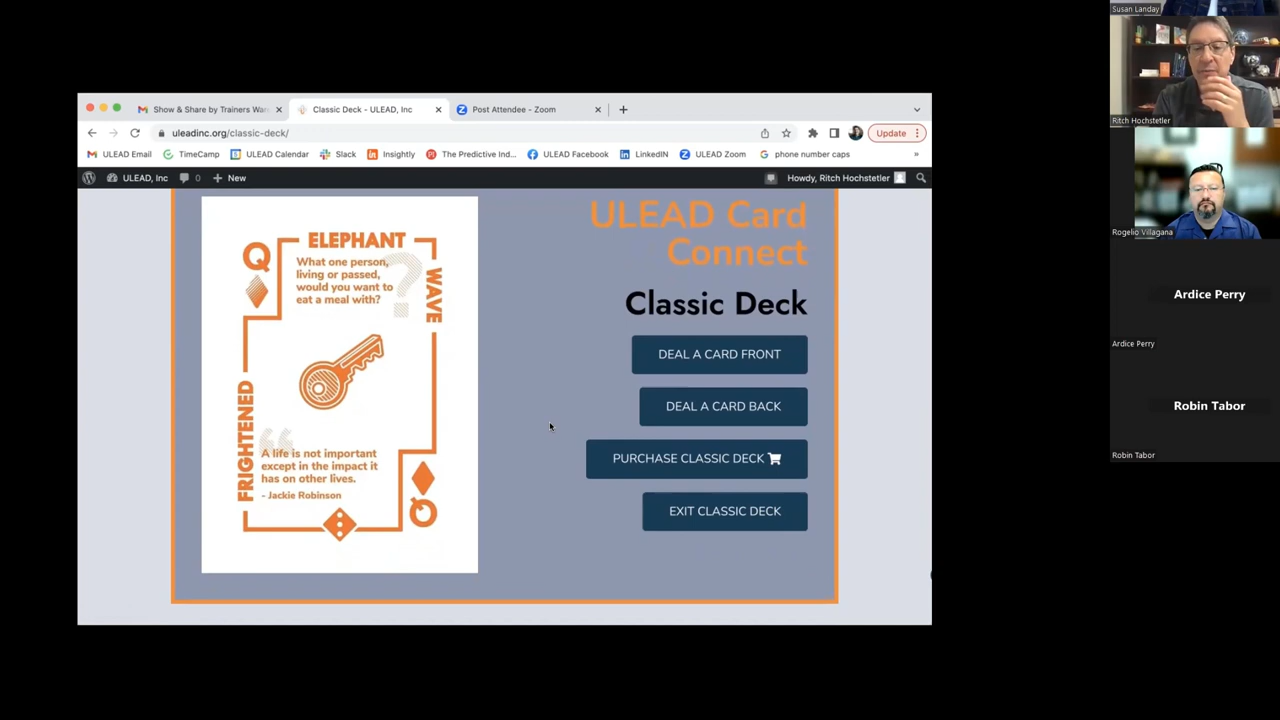 Susan Landay
Ritch Hochstetler
Rogelio Villagana
Ardice Perry
Ardice Perry
Robin Tabor
Robin Tabor
Show & Share by Trainers War
Classic Deck - ULEAD, Inc
Post Attendee - Zoom
uleadinc.org/classic-deck/
Update
ULEAD Email
TimeCamp
ULEAD Calendar
Slack
Insightly
The Predictive Ind...
ULEAD Facebook
LinkedIn
ULEAD Zoom
phone number caps
»
ULEAD, Inc
0
+ New
Howdy, Ritch Hochstetler
Q
ELEPHANT
What one person,
living or passed,
would you want to
eat a meal with?
?
WAVE
FRIGHTENED
“
A life is not important
except in the impact it
has on other lives.
- Jackie Robinson
Q
ULEAD Card
Connect
Classic Deck
DEAL A CARD FRONT
DEAL A CARD BACK
PURCHASE CLASSIC DECK
EXIT CLASSIC DECK